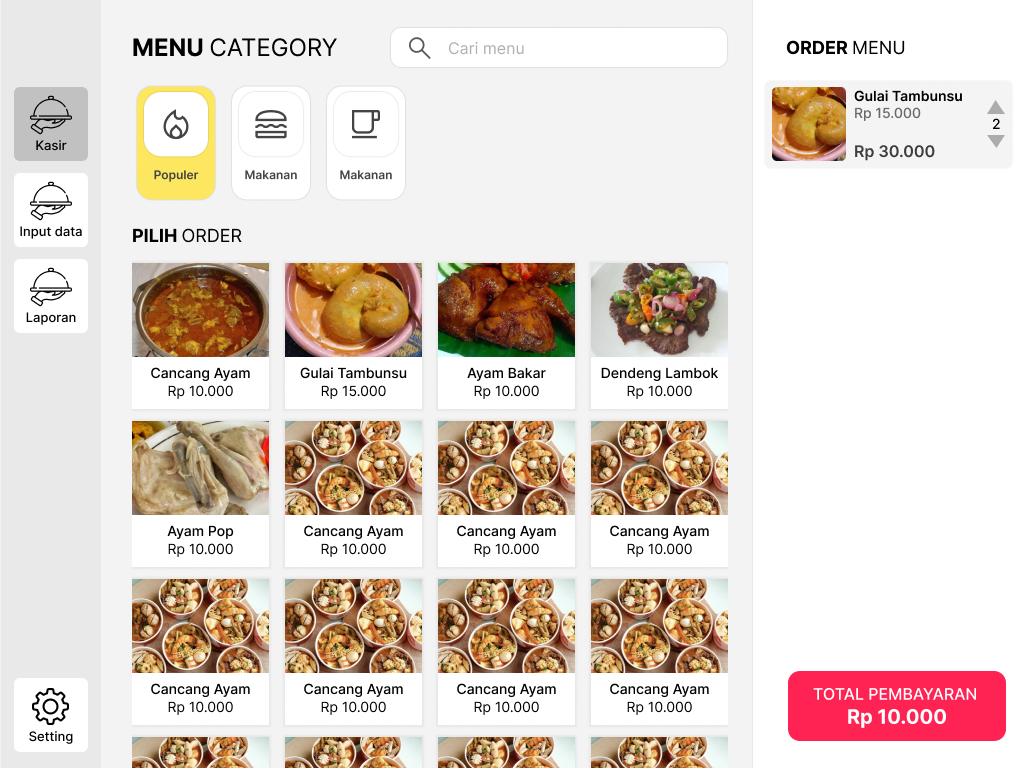 Kasir
Input data
Laporan
Setting
MENU CATEGORY
Cari menu
Populer
Makanan
Makanan
PILIH ORDER
Cancang Ayam
Rp 10.000
Gulai Tambunsu
Rp 15.000
Ayam Bakar
Rp 10.000
Dendeng Lambok
Rp 10.000
Ayam Pop
Rp 10.000
Cancang Ayam
Rp 10.000
Cancang Ayam
Rp 10.000
Cancang Ayam
Rp 10.000
Cancang Ayam
Rp 10.000
Cancang Ayam
Rp 10.000
Cancang Ayam
Rp 10.000
Cancang Ayam
Rp 10.000
ORDER MENU
Gulai Tambunsu
Rp 15.000
2
Rp 30.000
TOTAL PEMBAYARAN
Rp 10.000